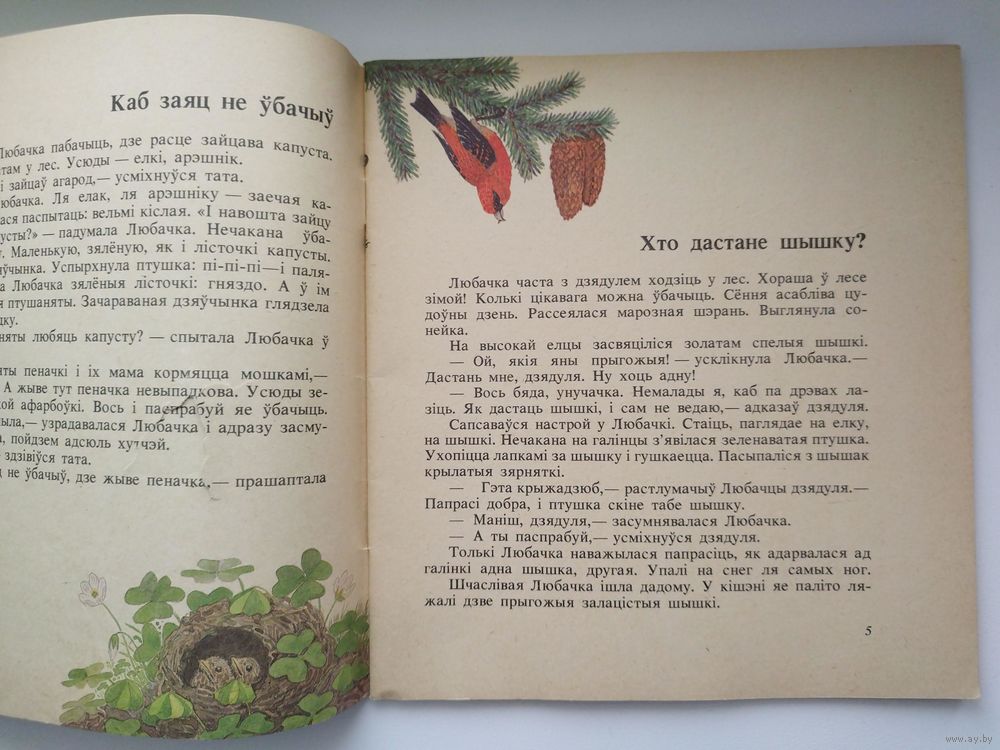 Каб заяц не ўбачыў
Любачка пабачыць, дзе расце зайцава капуста.
у лес. Усюды — елкі, арэшнік.
і зайцаў агарод,— усміхнуўся тата.
Любачка. Ля елак, ля арэшніку — заечая ка-
паспытаць: вельмі кіслая. «І навошта зайцу
— падумала Любачка. Нечакана ўба-
Маленькую, зялёную, як і лісточкі капусты.
Успырхнула птушка: пі-пі-пі—і паля-
Любачка зялёныя лісточкі: гняздо. А ў ім
птушаняты. Зачараваная дзяўчынка глядзела
любяць капусту? — спытала Любачка ў
пеначкі і іх мама кормяцца мошкамі,—
А жыве тут пеначка невыпадкова. Усюды зе-
афарбоўкі. Вось і паспрабуй яе ўбачыць.
узрадавалася Любачка і адразу засму-
пойдзем адсюль хутчэй.
здзівіўся тата.
не ўбачыў, дзе жыве пеначка,— прашаптала
Хто дастане шышку?
Любачка часта з дзядулем ходзіць у лес. Хораша ў лесе
зімой! Колькі цікавага можна ўбачыць. Сёння асабліва цу-
доўны дзень. Рассеялася марозная шэрань. Выглянула со-
нейка.
На высокай елцы засвяціліся золатам спелыя шышкі.
— Ой, якія яны прыгожыя! — усклікнула Любачка.—
Дастань мне, дзядуля. Ну хоць адну!
— Вось бяда, унучачка. Немалады я, каб па дрэвах ла-
зіць. Як дастаць шышкі, і сам не ведаю,— адказаў дзядуля.
Сапсаваўся настрой у Любачкі. Стаіць, паглядае на елку,
на шышкі. Нечакана на галінцы з’явілася зеленаватая птушка.
Ухопіцца лапкамі за шышку і гушкаецца. Пасыпаліся з шышак
крылатыя зярняткі.
— Гэта крыжадзюб,— растлумачыў Любачцы дзядуля.—
Папрасі добра, і птушка скіне табе шышку.
— Маніш, дзядуля,— засумнявалася Любачка.
— А ты паспрабуй,— усміхнуўся дзядуля.
Толькі Любачка наважылася папрасіць, як адарвалася ад
галінкі адна шышка, другая. Упалі на снег ля самых ног.
Шчаслівая Любачка ішла дадому. У кішэні яе паліто ля-
жалі дзве прыгожыя залацістыя шышкі.
5
www.ay.by